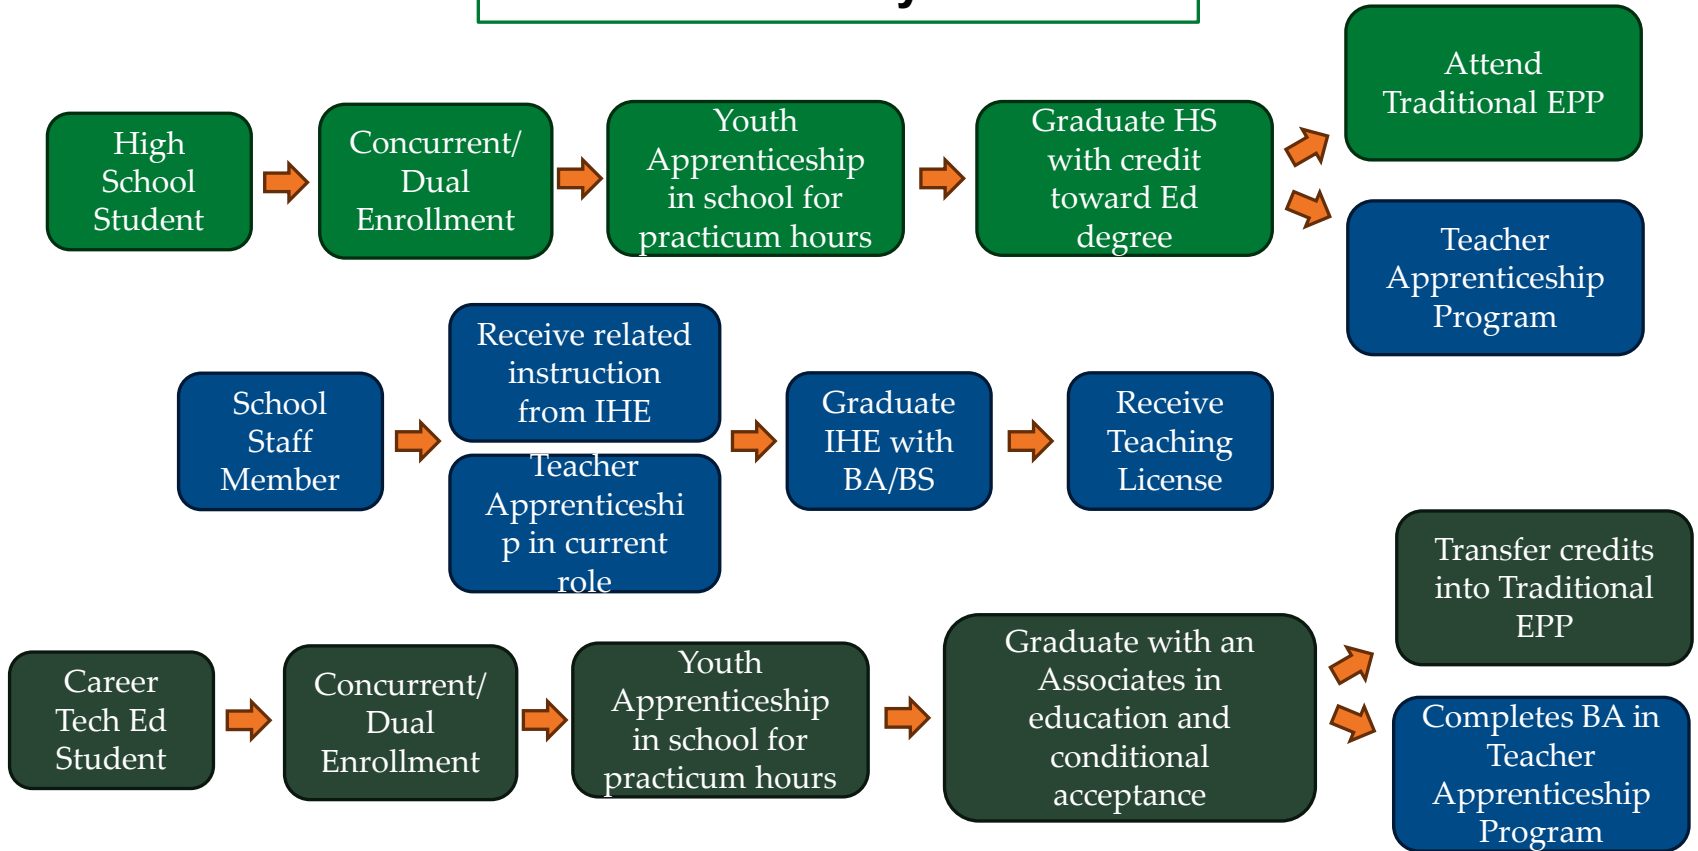 High
School
Student
Concurrent/
Dual
Enrollment
Youth
Apprenticeship
in school for
practicum hours
Graduate HS
with credit
toward Ed
degree
Attend
Traditional EPP
Teacher
Apprenticeship
Program
School
Staff
Member
Receive related
instruction
from IHE
Teacher
Apprenticeshi
p in current
role
Graduate
IHE with
BA/BS
Receive
Teaching
License
Career
Tech Ed
Student
Concurrent/
Dual
Enrollment
Youth
Apprenticeship
in school for
practicum hours
Graduate with an
Associates in
education and
conditional
acceptance
Transfer credits
into Traditional
EPP
Completes BA in
Teacher
Apprenticeship
Program